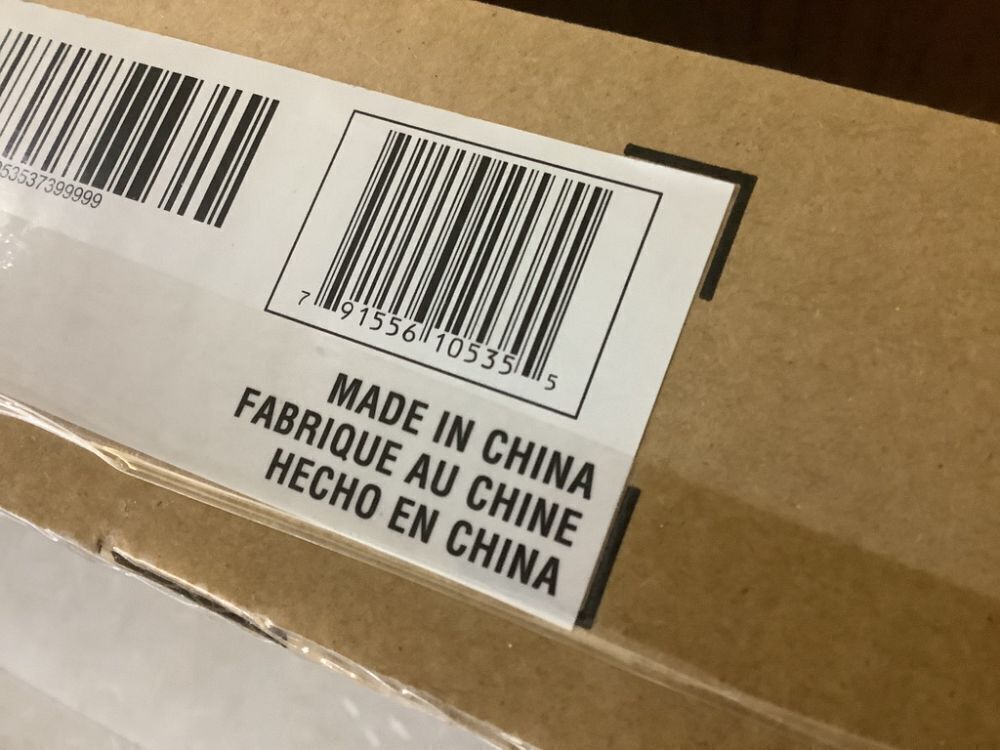 53537399999
7 91556 10535 5
MADE IN CHINA
FABRIQUE AU CHINE
HECHO EN CHINA